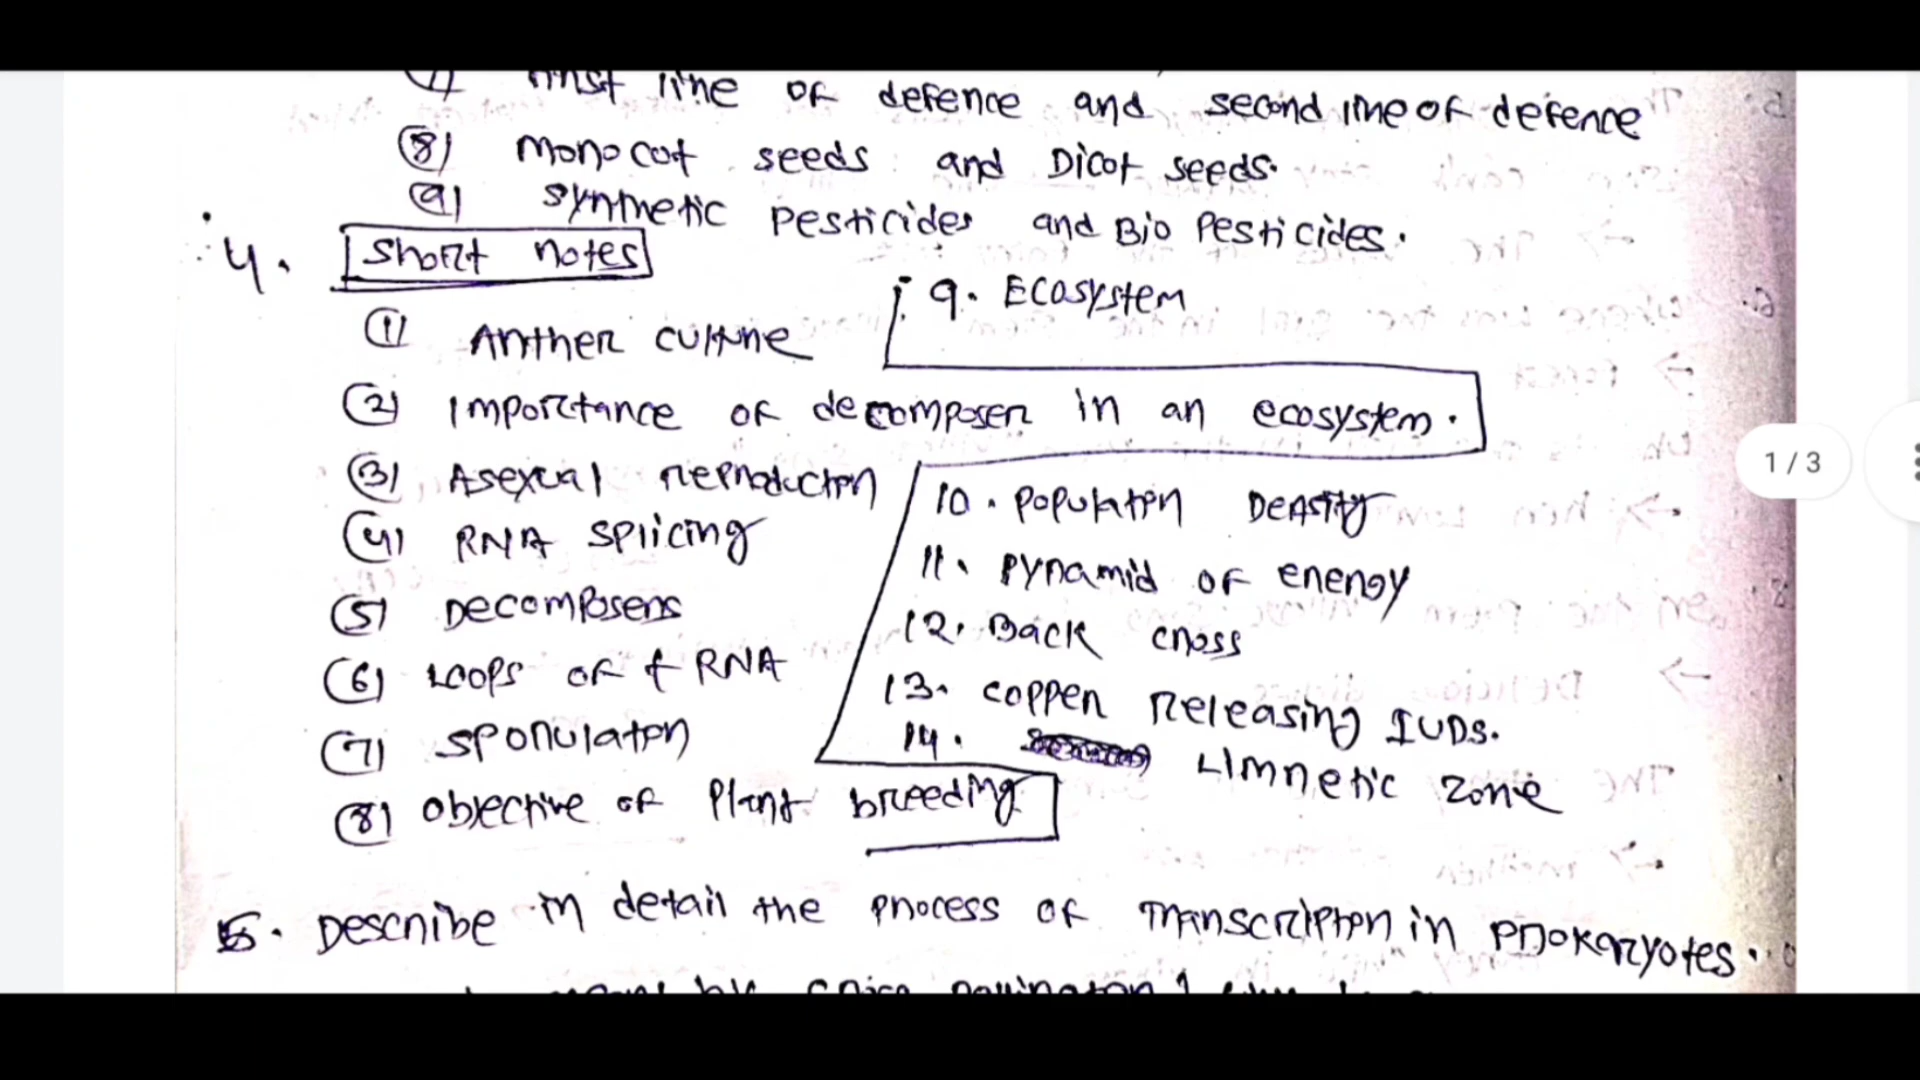 (7) first line of defence and second line of defence
(8) Monocot seeds and Dicot seeds.
(9) Synthetic Pesticides and Bio Pesticides.
4. Short notes
(1) Anther culture
(2) Importance of decomposer in an ecosystem.
(3) Asexual reproduction
(4) RNA splicing
(5) Decomposers
(6) Loops of t RNA
(7) sporulation
(8) Objective of Plant breeding
9. Ecosystem
10. Population Density
11. Pyramid of energy
12. Back cross
13. Copper Releasing IUDs.
14. Limnetic zone
5. Describe in detail the process of Transcription in Prokaryotes.
1/3